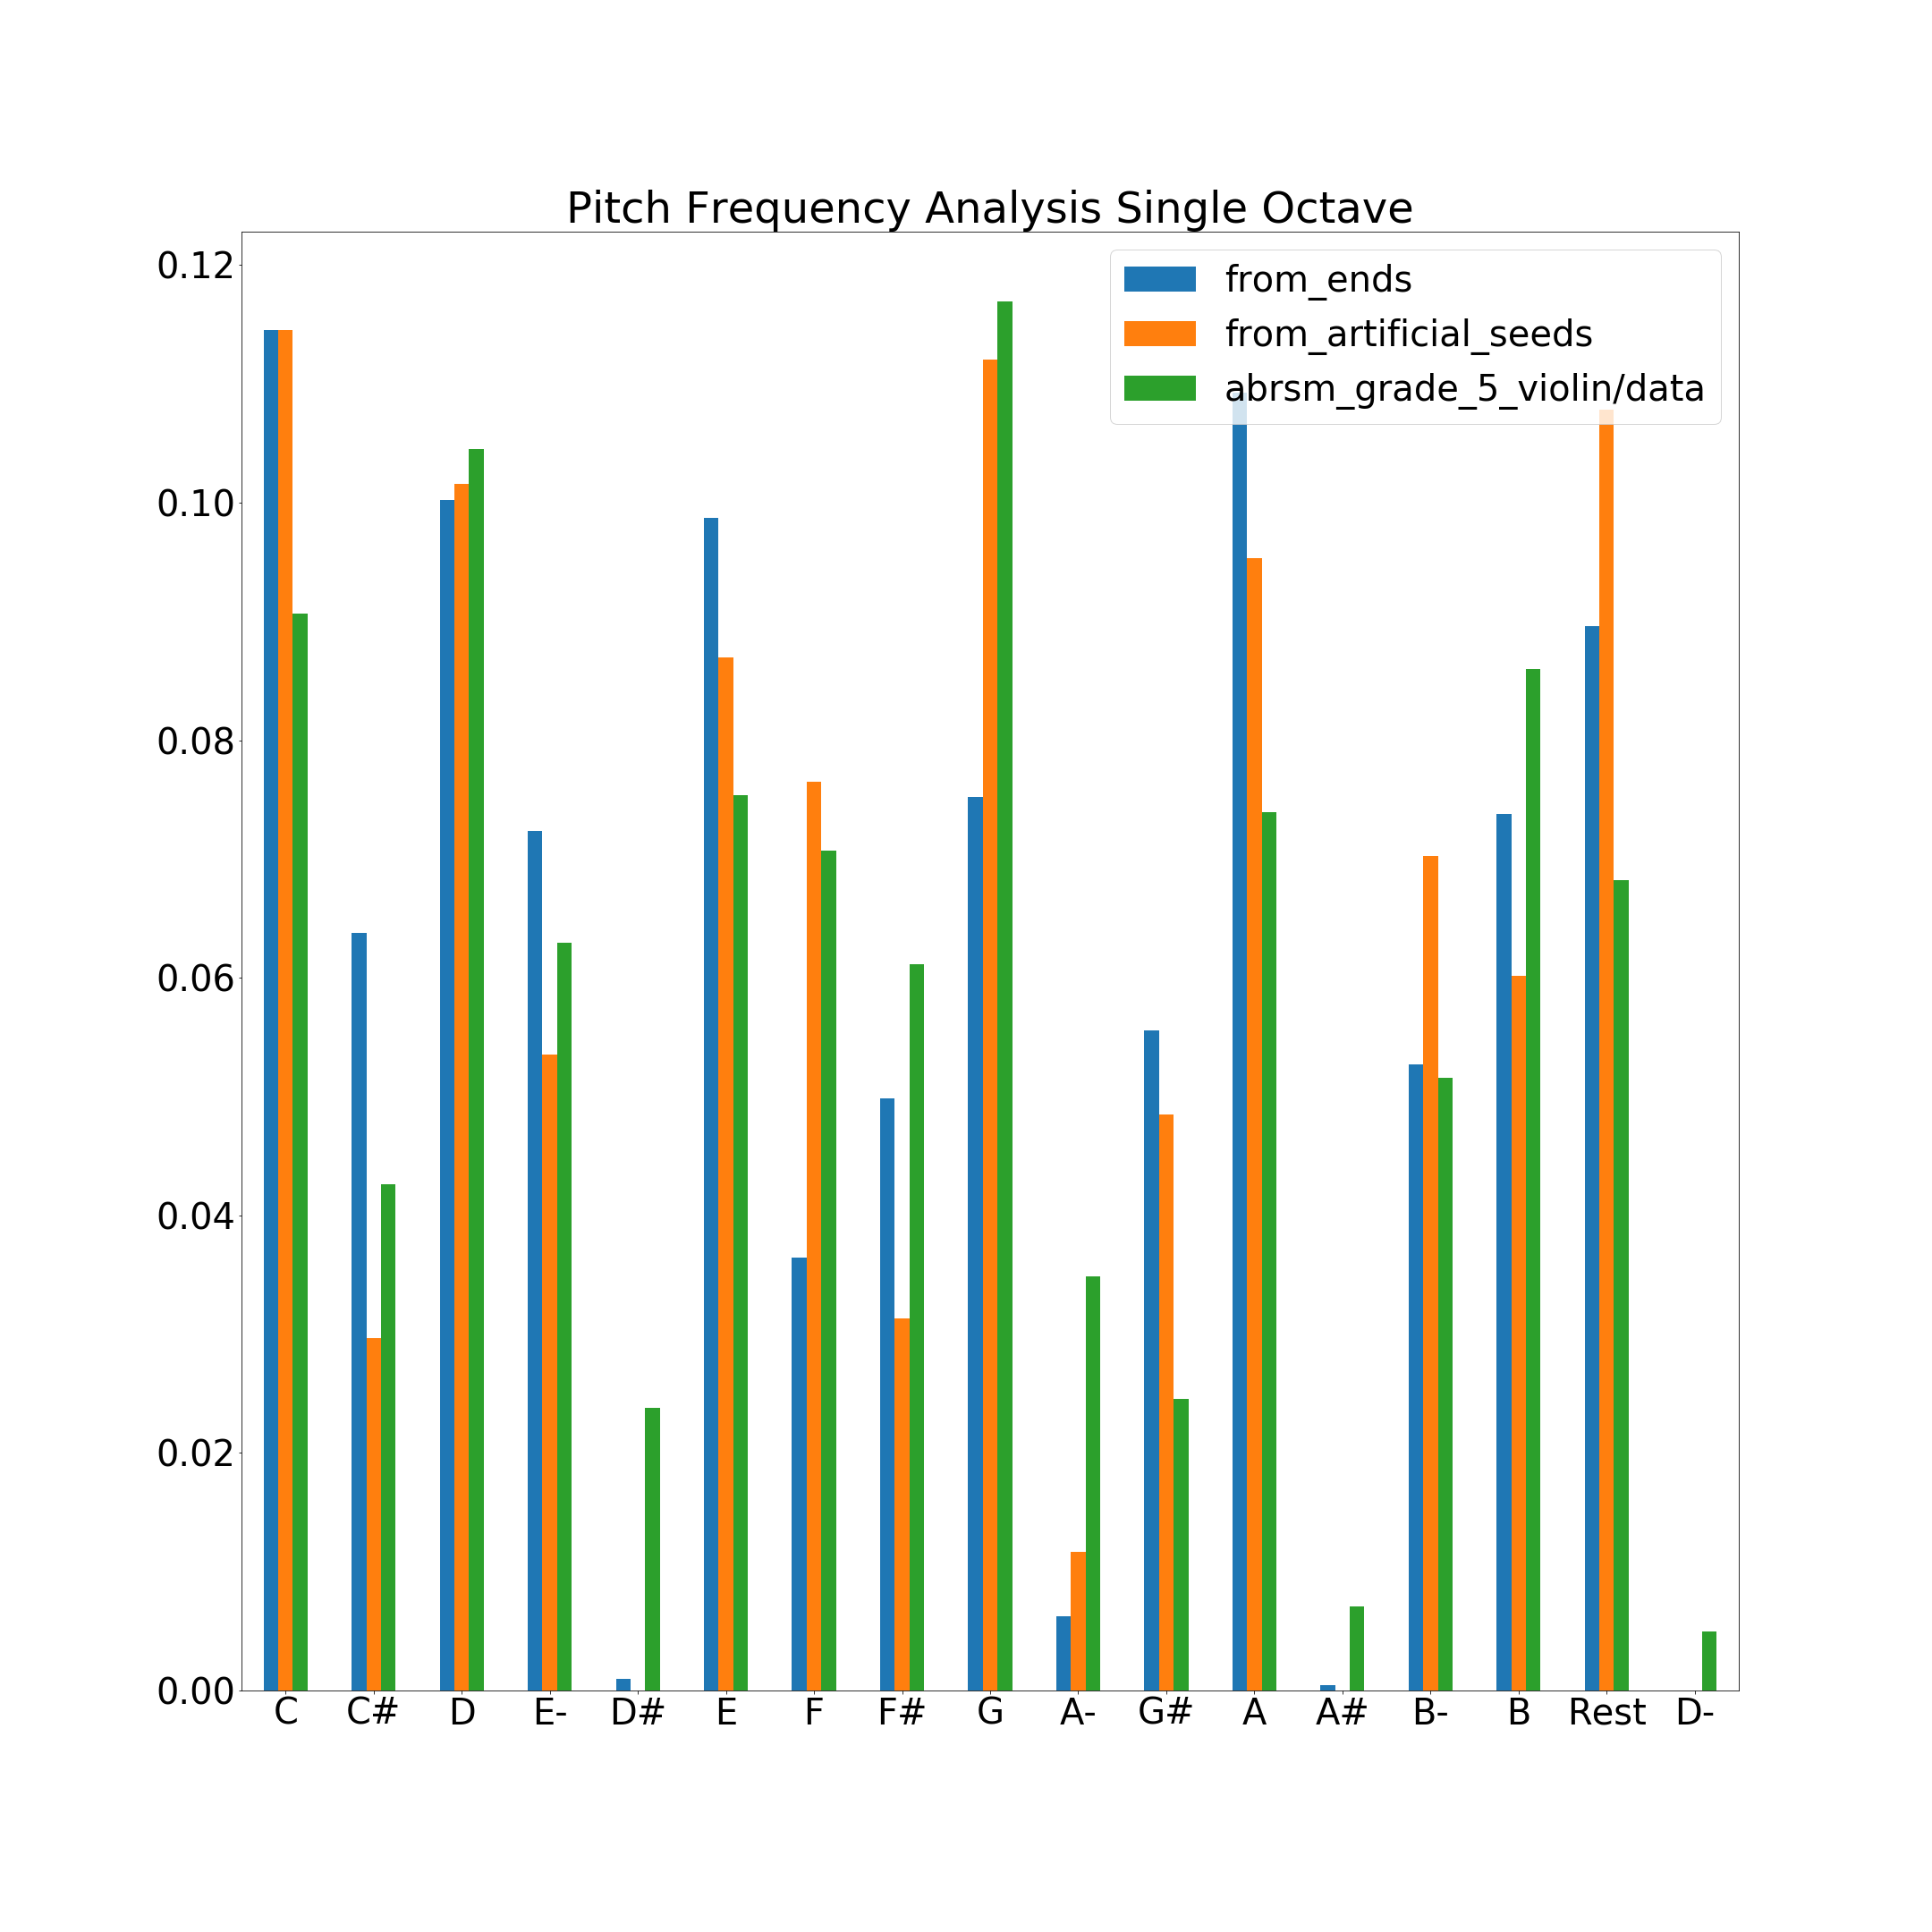 Pitch Frequency Analysis Single Octave
0.12
0.10
0.08
0.06
0.04
0.02
0.00
from_ends
from_artificial_seeds
abrsm_grade_5_violin/data
C C# D E- D# E F F# G A- G# A A# B- B Rest D-